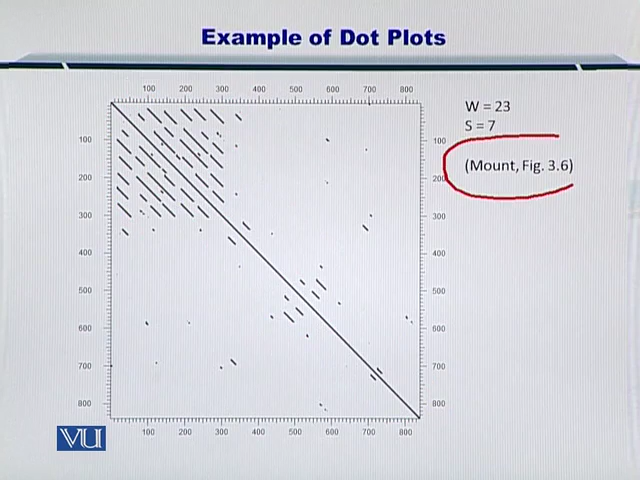 Example of Dot Plots
100 200 300 400 500 600 700 800
W = 23
S = 7
(Mount, Fig. 3.6)
100 100
200 200
300 300
400 400
500 500
600 600
700 700
800 800
100 200 300 400 500 600 700 800
VU